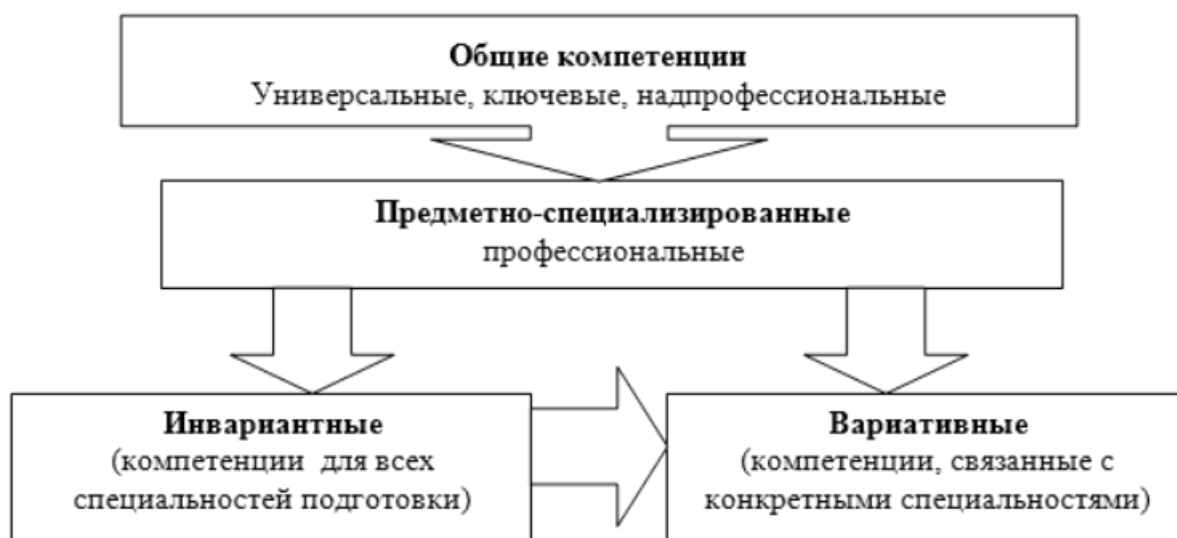 Общие компетенции
Универсальные, ключевые, надпрофессиональные
Предметно-специализированные
профессиональные
Инвариантные
(компетенции для всех
специальностей подготовки)
Вариативные
(компетенции, связанные с
конкретными специальностями)